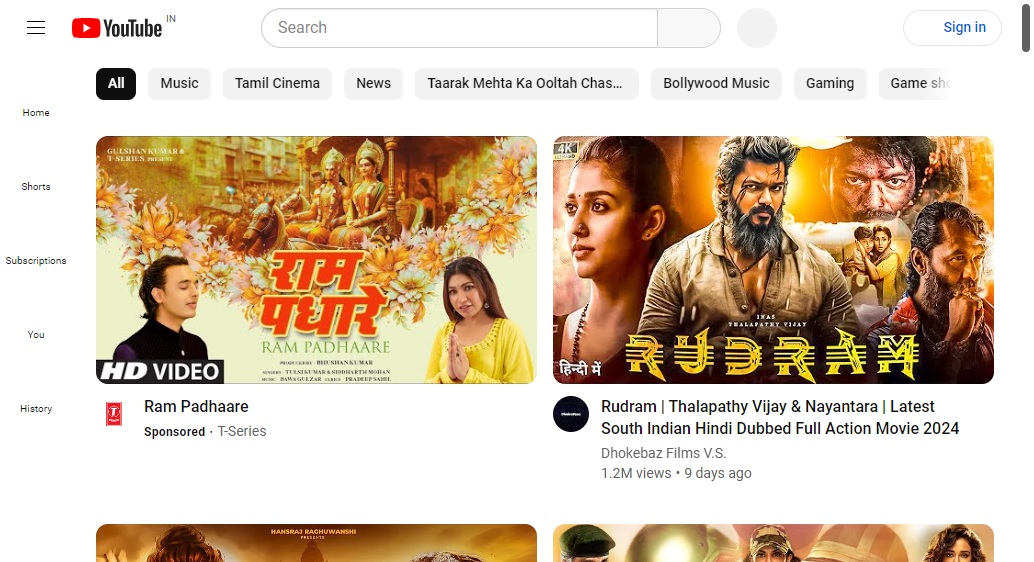 YouTube IN
Search
Sign in
All
Music
Tamil Cinema
News
Taarak Mehta Ka Ooltah Chas...
Bollywood Music
Gaming
Game sho
Home
Shorts
Subscriptions
You
History
GULSHAN KUMAR &
T-SERIES PRESENT
राम
पधारे
RAM PADHAARE
PRODUCED BY : BHUSHAN KUMAR
SINGERS : TULSI KUMAR & SIDDHARTH MOHAN
MUSIC : BAWA GULZAR LYRICS : PRADEEP SAHIL
HD VIDEO
4K
INAS
THALAPATHY VIJAY
RUDRAM
हिन्दी में
Ram Padhaare
Sponsored · T-Series
Rudram | Thalapathy Vijay & Nayantara | Latest
South Indian Hindi Dubbed Full Action Movie 2024
Dhokebaz Films V.S.
1.2M views • 9 days ago
HANSRAJ RAGHUWANSHI
PRESENTS